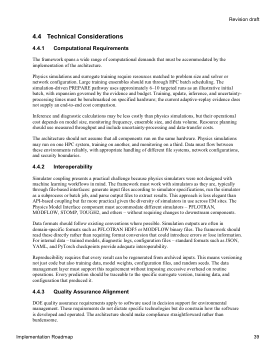 Revision draft
4.4 Technical Considerations
4.4.1 Computational Requirements
The framework spans a wide range of computational demands that must be accommodated by the
implementation of the architecture.
Physics simulations and surrogate training require resources matched to problem size and solver or
network configuration. Large training ensembles should run through HPC batch scheduling. The
simulation-driven PREPARE pathway uses approximately 6–10 targeted runs as an illustrative initial
batch, with expansion governed by the evidence and budget. Training, update, inference, and uncertainty-
processing times must be benchmarked on specified hardware; the current adaptive-replay evidence does
not supply an end-to-end cost comparison.
Inference and diagnostic calculations may be less costly than physics simulations, but their operational
cost depends on model size, monitoring frequency, ensemble size, and data volume. Resource planning
should use measured throughput and include uncertainty-processing and data-transfer costs.
The architecture should not assume that all components run on the same hardware. Physics simulations
may run on one HPC system, training on another, and monitoring on a third. Data must flow between
these environments reliably, with appropriate handling of different file systems, network configurations,
and security boundaries.
4.4.2 Interoperability
Simulator coupling presents a practical challenge because physics simulators were not designed with
machine learning workflows in mind. The framework must work with simulators as they are, typically
through file-based interfaces: generate input files according to simulator specifications, run the simulator
as a subprocess or batch job, and parse output files to extract results. This approach is less elegant than
API-based coupling but far more practical given the diversity of simulators in use across EM sites. The
Physics Model Interface component must accommodate different simulators – PFLOTRAN,
MODFLOW, STOMP, TOUGH2, and others – without requiring changes to downstream components.
Data formats should follow existing conventions where possible. Simulation outputs are often in
domain-specific formats such as PFLOTRAN HDF5 or MODFLOW binary files. The framework should
read these directly rather than requiring format conversion that could introduce errors or lose information.
For internal data – trained models, diagnostic logs, configuration files – standard formats such as JSON,
YAML, and PyTorch checkpoints provide adequate interoperability.
Reproducibility requires that every result can be regenerated from archived inputs. This means versioning
not just code but also training data, model weights, configuration files, and random seeds. The data
management layer must support this requirement without imposing excessive overhead on routine
operations. Every prediction should be traceable to the specific surrogate version, training data, and
configuration that produced it.
4.4.3 Quality Assurance Alignment
DOE quality assurance requirements apply to software used in decision support for environmental
management. These requirements do not dictate specific technologies but do constrain how the software
is developed and operated. The architecture should make compliance straightforward rather than
burdensome.
Implementation Roadmap 39